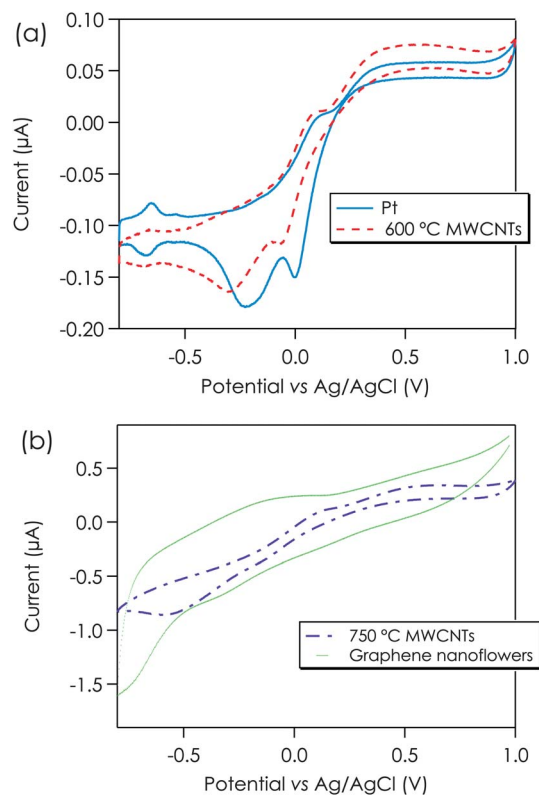 (a)
0.10
0.05
0.00
-0.05
-0.10
-0.15
-0.20
Current (µA)
Pt
600 ºC MWCNTs
-0.5 0.0 0.5 1.0
Potential vs Ag/AgCl (V)
(b)
0.5
0.0
-0.5
-1.0
-1.5
Current (µA)
750 ºC MWCNTs
Graphene nanoflowers
-0.5 0.0 0.5 1.0
Potential vs Ag/AgCl (V)